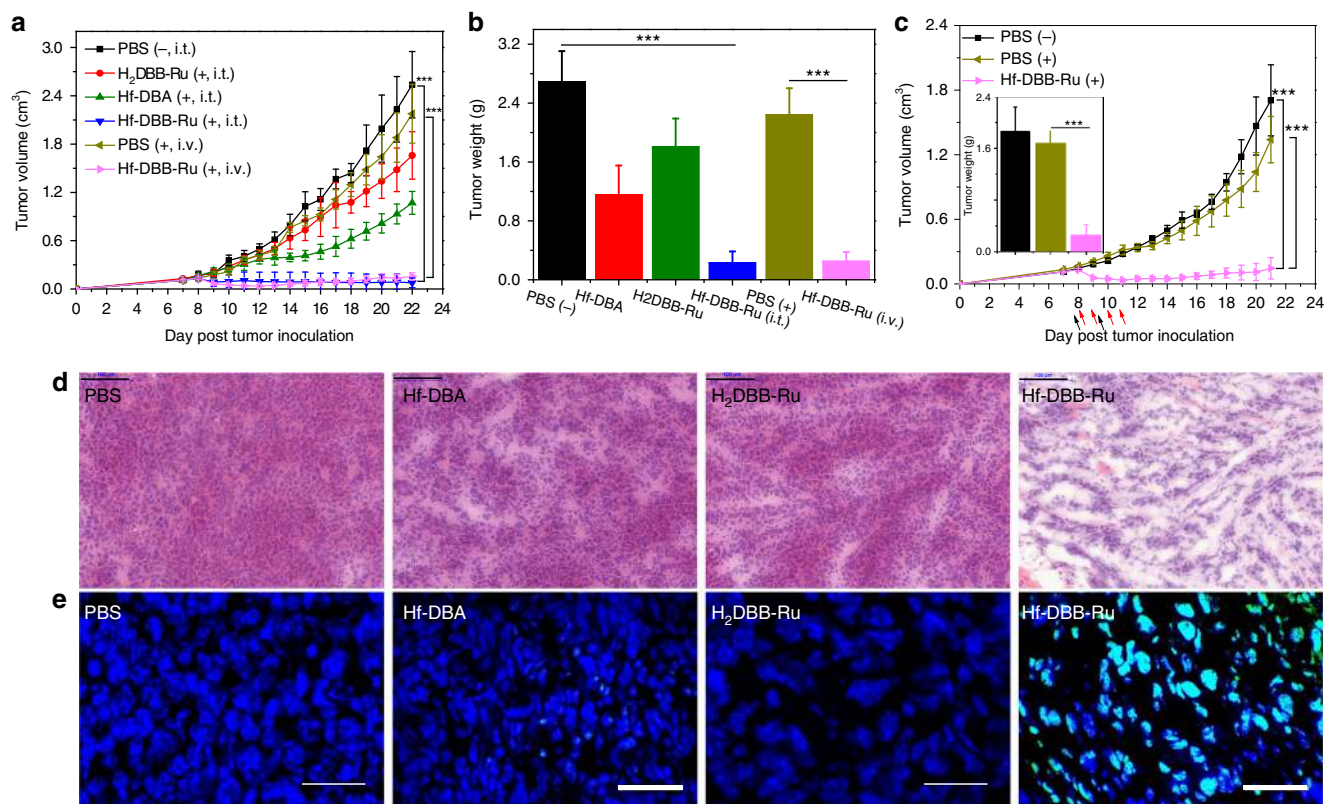 a
Tumor volume (cm³)
3.0
2.4
1.8
1.2
0.6
0.0
PBS (–, i.t.)
H₂DBB-Ru (+, i.t.)
Hf-DBA (+, i.t.)
Hf-DBB-Ru (+, i.t.)
PBS (+, i.v.)
Hf-DBB-Ru (+, i.v.)
***
***
0 2 4 6 8 10 12 14 16 18 20 22 24
Day post tumor inoculation
b
Tumor weight (g)
3.2
2.4
1.6
0.8
0.0
***
***
PBS (–)
Hf-DBA
H2DBB-Ru
Hf-DBB-Ru (i.t.)
PBS (+)
Hf-DBB-Ru (i.v.)
c
Tumor volume (cm³)
2.4
1.8
1.2
0.6
0.0
PBS (–)
PBS (+)
Hf-DBB-Ru (+)
Tumor weight (g)
2.4
1.6
0.8
0.0
***
***
***
0 2 4 6 8 10 12 14 16 18 20 22 24
Day post tumor inoculation
d
100 μm
PBS
Hf-DBA
100 μm
H₂DBB-Ru
100 μm
Hf-DBB-Ru
e
PBS
Hf-DBA
H₂DBB-Ru
Hf-DBB-Ru